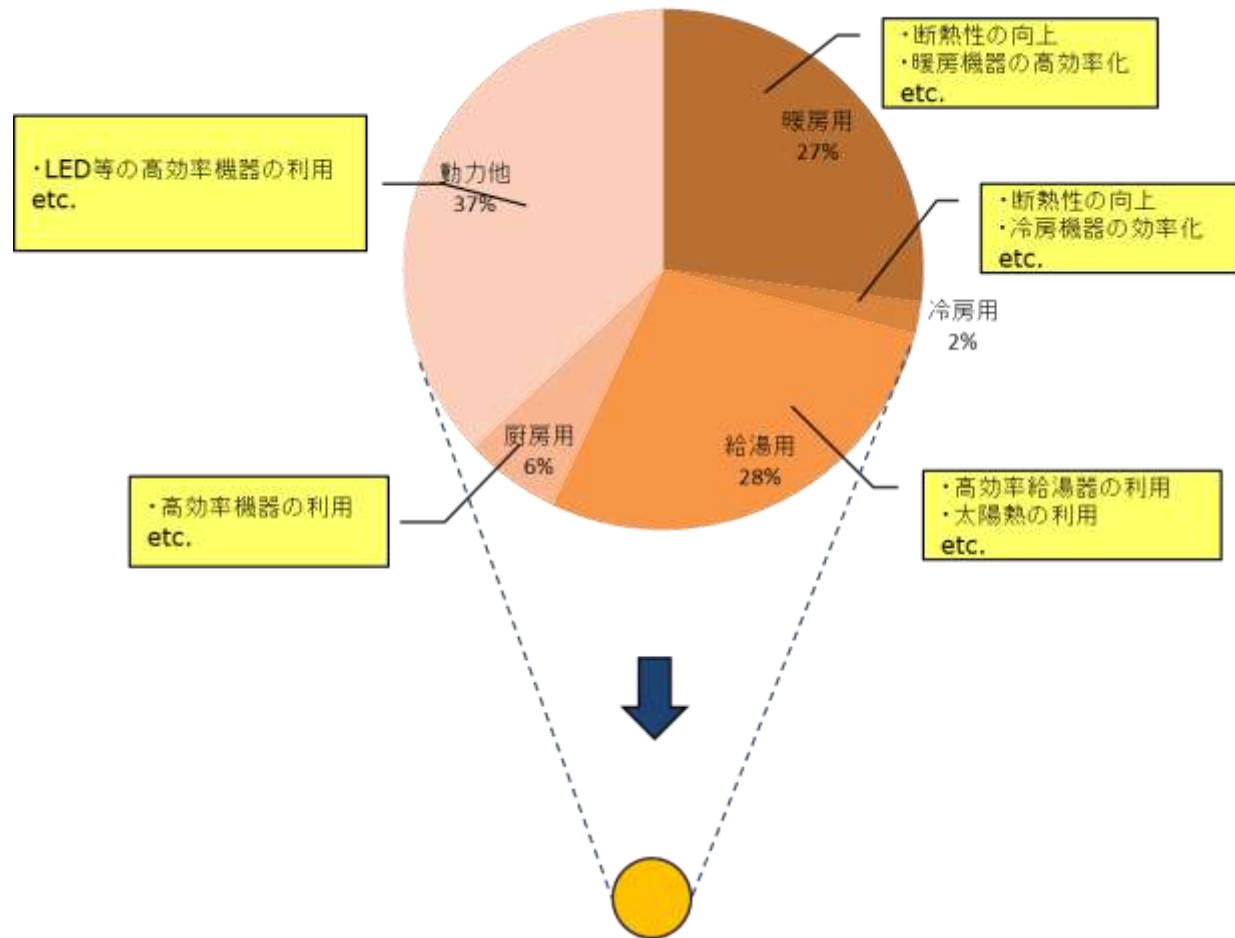 ・断熱性の向上
・暖房機器の高効率化
etc.
暖房用
27%
・LED等の高効率機器の利用
etc.
動力他
37%
・断熱性の向上
・冷房機器の効率化
etc.
冷房用
2%
厨房用
6%
給湯用
28%
・高効率機器の利用
etc.
・高効率給湯器の利用
・太陽熱の利用
etc.